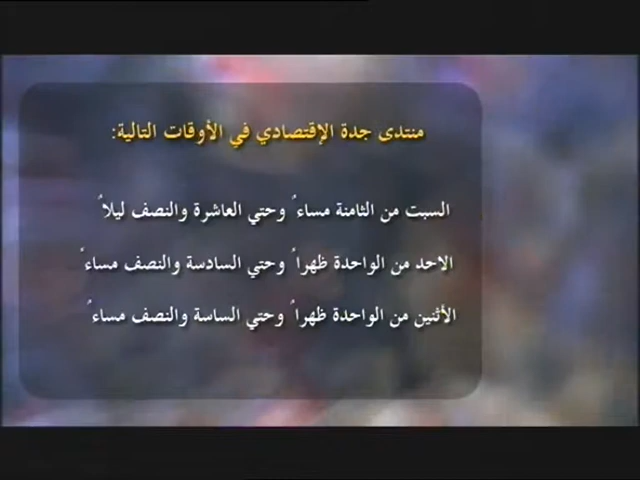 منتدى جدة الإقتصادي في الأوقات التالية:
السبت من الثامنة مساءً وحتي العاشرة والنصف ليلاً
الاحد من الواحدة ظهراً وحتي السادسة والنصف مساءً
الأثنين من الواحدة ظهراً وحتي الساسة والنصف مساءً